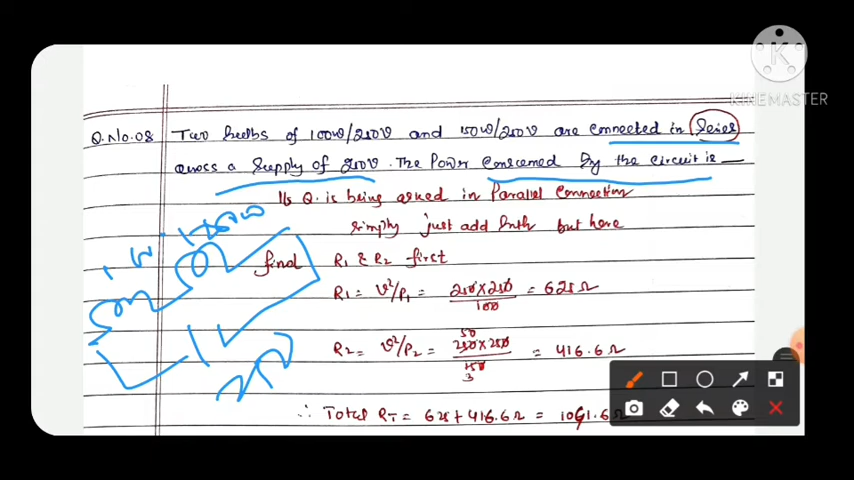 K
KINEMASTER
Q.No.08 Two bulbs of 100W/250V and 150W/250V are connected in Series
across a supply of 250V. The Power Conscemed by the circuit is —
If Q. is being asked in Parallel Connection
simply just add both but here
find R1 & R2 first
R1 = V²/P1 = 250×250/100 = 625Ω
R2 = V²/P2 = 250×250/150 = 416.6Ω
50
3
∴ Total RT = 625+416.6Ω = 1041.6Ω